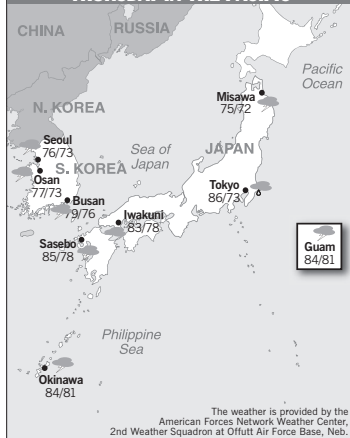 CHINA
RUSSIA
Pacific
Ocean
Misawa
75/72
N. KOREA
Seoul
76/73
Sea of
Japan
JAPAN
S. KOREA
Osan
77/73
Busan
79/76
Tokyo
86/73
Iwakuni
83/78
Sasebo
85/78
Guam
84/81
Philippine
Sea
Okinawa
84/81
The weather is provided by the
American Forces Network Weather Center,
2nd Weather Squadron at Offutt Air Force Base, Neb.